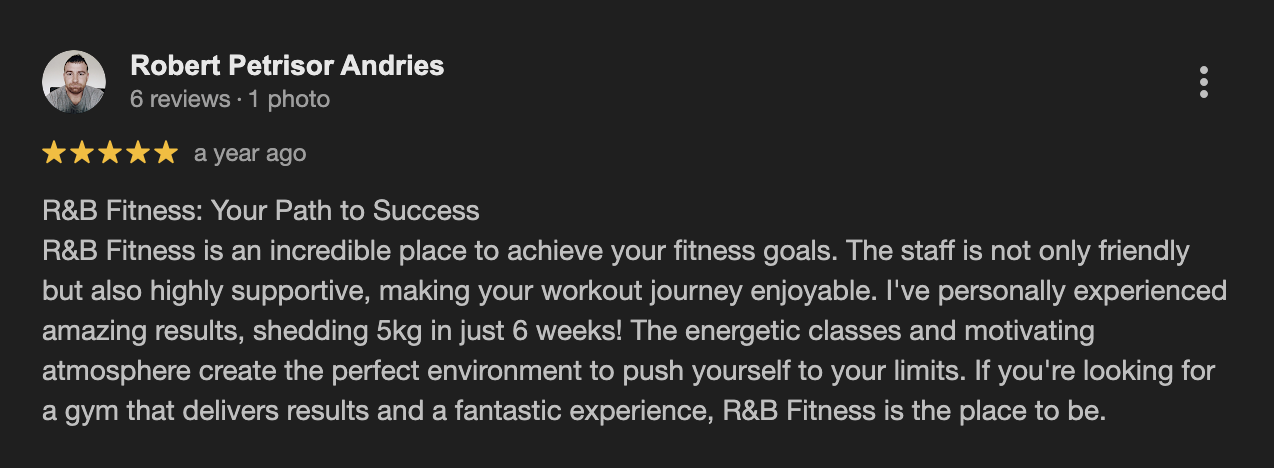 Robert Petrisor Andries
6 reviews · 1 photo
a year ago
R&B Fitness: Your Path to Success
R&B Fitness is an incredible place to achieve your fitness goals. The staff is not only friendly
but also highly supportive, making your workout journey enjoyable. I've personally experienced
amazing results, shedding 5kg in just 6 weeks! The energetic classes and motivating
atmosphere create the perfect environment to push yourself to your limits. If you're looking for
a gym that delivers results and a fantastic experience, R&B Fitness is the place to be.